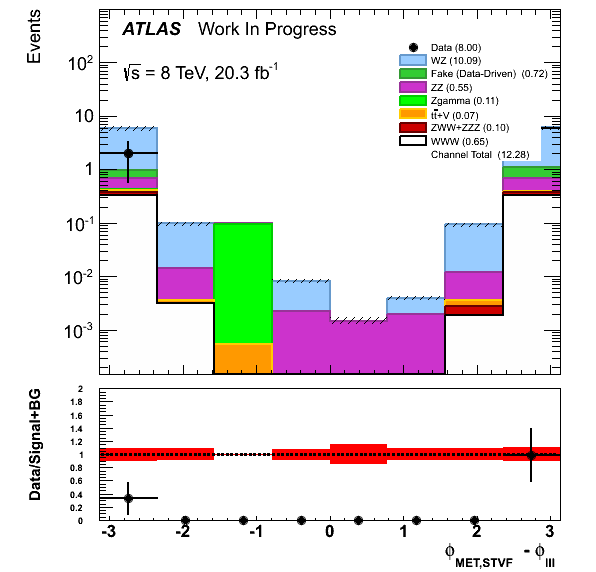 ATLAS Work In Progress
√s = 8 TeV, 20.3 fb⁻¹
Data (8.00)
WZ (10.09)
Fake (Data-Driven) (0.72)
ZZ (0.55)
Zgamma (0.11)
tt̄+V (0.07)
ZWW+ZZZ (0.10)
WWW (0.65)
Channel Total (12.28)
Events
10²
10
1
10⁻¹
10⁻²
10⁻³
Data/Signal+BG
2
1.8
1.6
1.4
1.2
1
0.8
0.6
0.4
0.2
0
-3 -2 -1 0 1 2 3
ϕ_MET,STVF - ϕ_lll